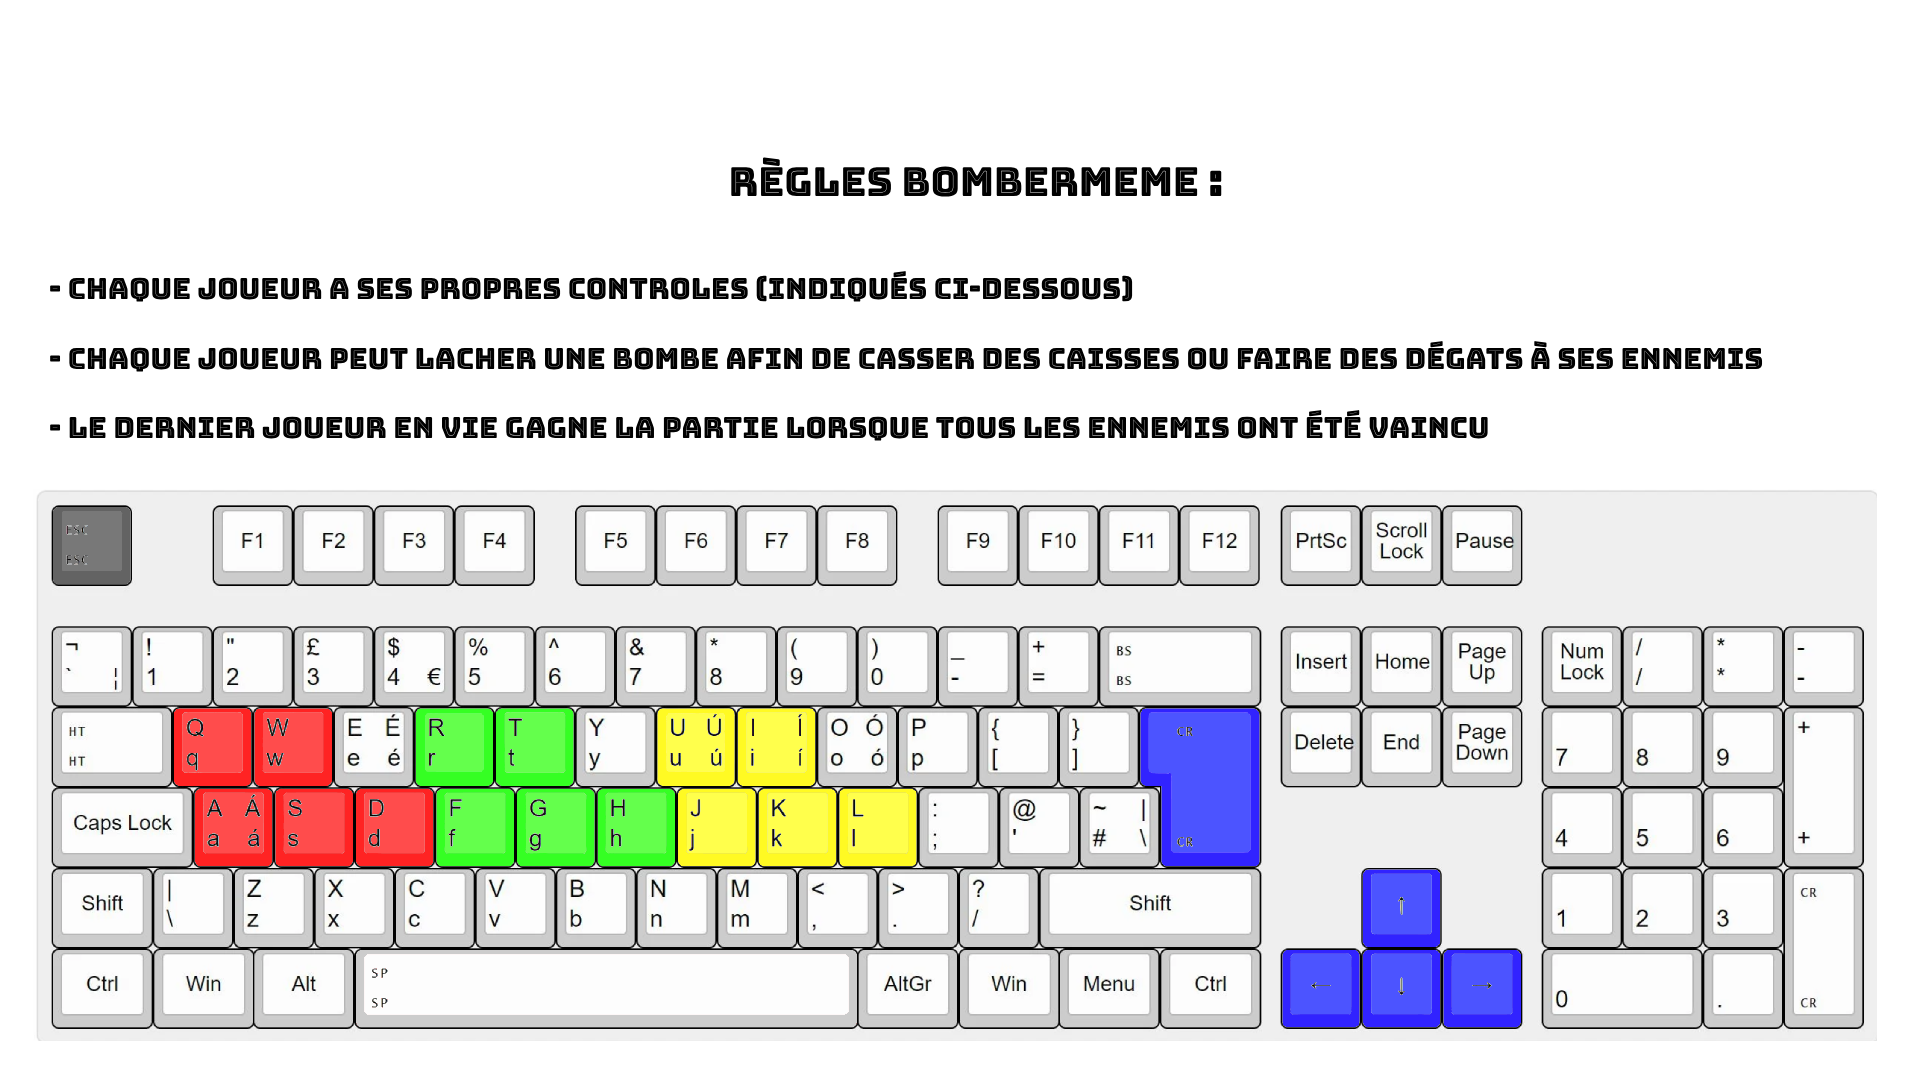 RÈGLES BOMBERMEME :
- CHAQUE JOUEUR A SES PROPRES CONTROLES (INDIQUÉS CI-DESSOUS)
- CHAQUE JOUEUR PEUT LACHER UNE BOMBE AFIN DE CASSER DES CAISSES OU FAIRE DES DÉGATS À SES ENNEMIS
- LE DERNIER JOUEUR EN VIE GAGNE LA PARTIE LORSQUE TOUS LES ENNEMIS ONT ÉTÉ VAINCU
ESC F1 F2 F3 F4 F5 F6 F7 F8 F9 F10 F11 F12 PrtSc Scroll Lock Pause
ESC
¬ ! " £ $ % ^ & * ( ) _ + BS Insert Home Page Up Num Lock / * -
` ¦ 1 2 3 4 € 5 6 7 8 9 0 - = BS / * -
HT Q W E É R T Y U Ú I Í O Ó P { } CR Delete End Page Down +
HT q w e é r t y u ú i í o ó p [ ] 7 8 9
Caps Lock A Á S D F G H J K L : @ ~ |
a á s d f g h j k l ; ' # \ CR 4 5 6 +
Shift | Z X C V B N M < > ? Shift ↑ CR
\ z x c v b n m , . / 1 2 3
Ctrl Win Alt SP AltGr Win Menu Ctrl ← ↓ →
SP 0 . CR